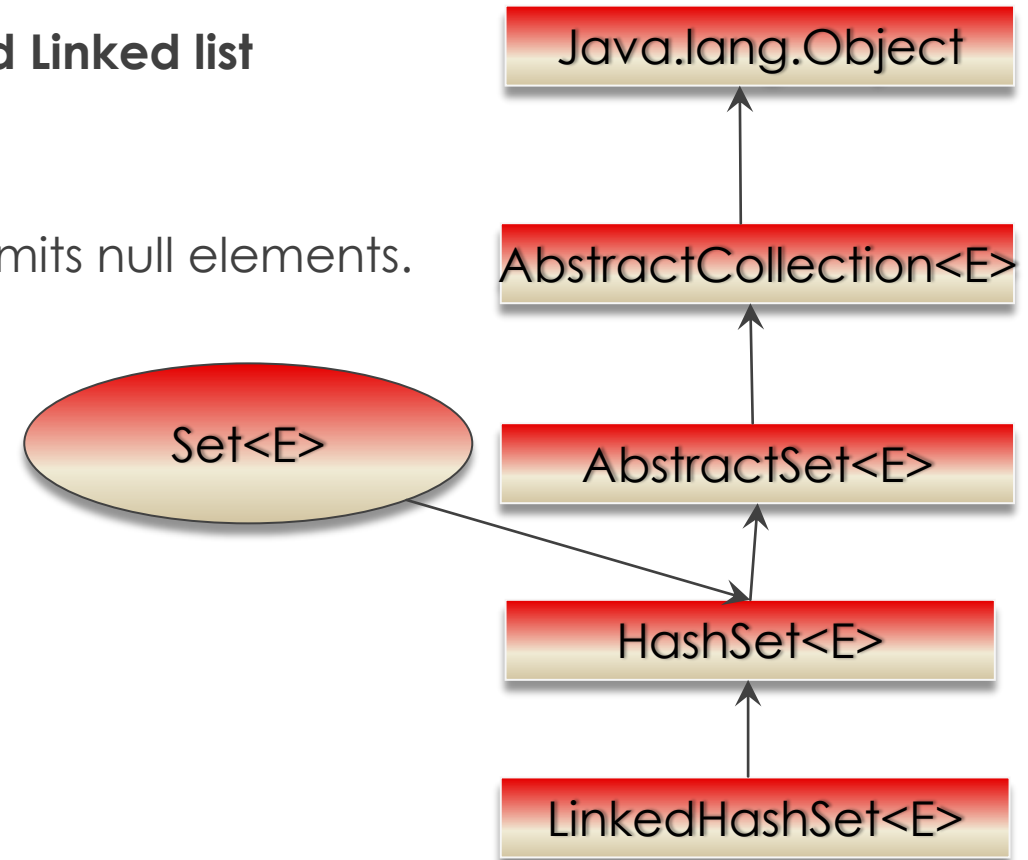 d Linked list
Java.lang.Object
mits null elements.
AbstractCollection<E>
Set<E>
AbstractSet<E>
HashSet<E>
LinkedHashSet<E>